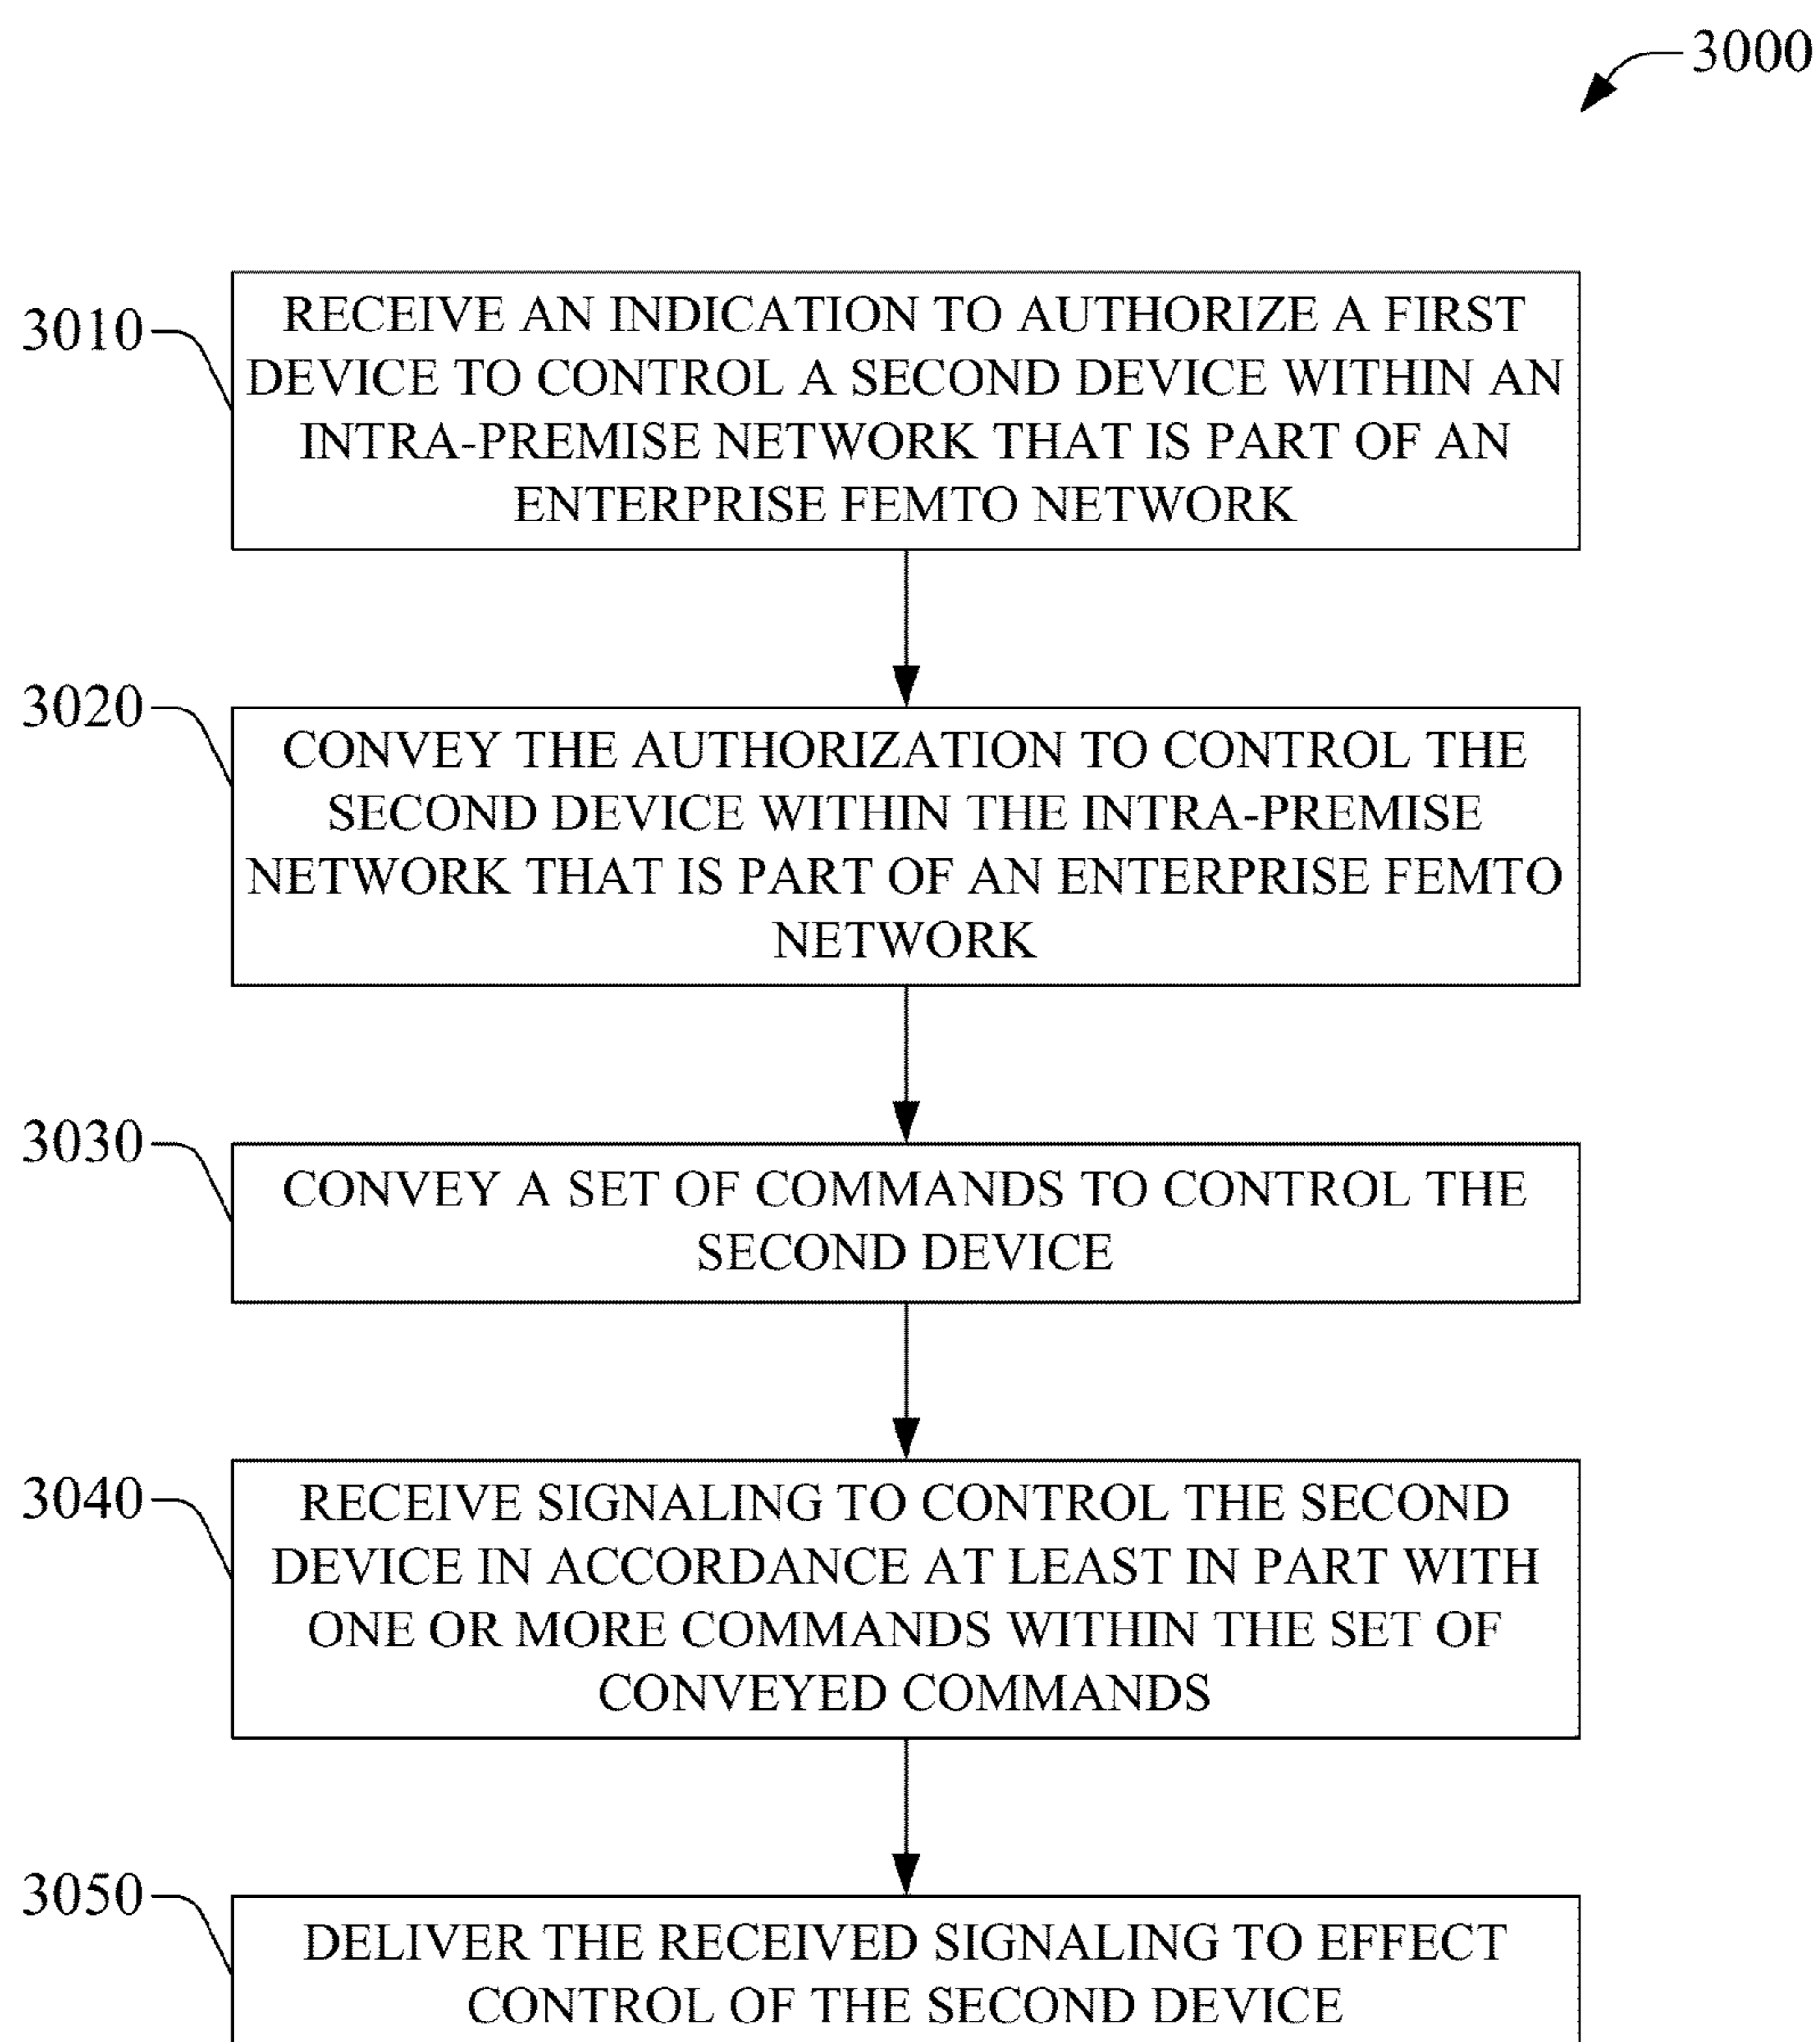 3000
3010
RECEIVE AN INDICATION TO AUTHORIZE A FIRST
DEVICE TO CONTROL A SECOND DEVICE WITHIN AN
INTRA-PREMISE NETWORK THAT IS PART OF AN
ENTERPRISE FEMTO NETWORK
3020
CONVEY THE AUTHORIZATION TO CONTROL THE
SECOND DEVICE WITHIN THE INTRA-PREMISE
NETWORK THAT IS PART OF AN ENTERPRISE FEMTO
NETWORK
3030
CONVEY A SET OF COMMANDS TO CONTROL THE
SECOND DEVICE
3040
RECEIVE SIGNALING TO CONTROL THE SECOND
DEVICE IN ACCORDANCE AT LEAST IN PART WITH
ONE OR MORE COMMANDS WITHIN THE SET OF
CONVEYED COMMANDS
3050
DELIVER THE RECEIVED SIGNALING TO EFFECT
CONTROL OF THE SECOND DEVICE